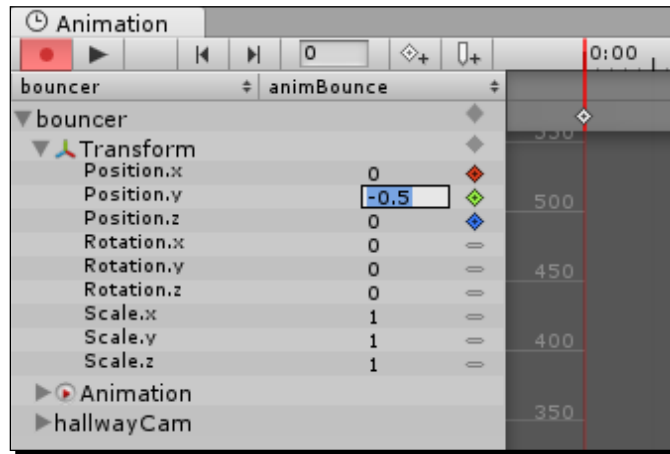 Animation
0
0:00
bouncer
animBounce
bouncer
Transform
Position.x 0
Position.y -0.5
Position.z 0
Rotation.x 0
Rotation.y 0
Rotation.z 0
Scale.x 1
Scale.y 1
Scale.z 1
Animation
hallwayCam
550
500
450
400
350